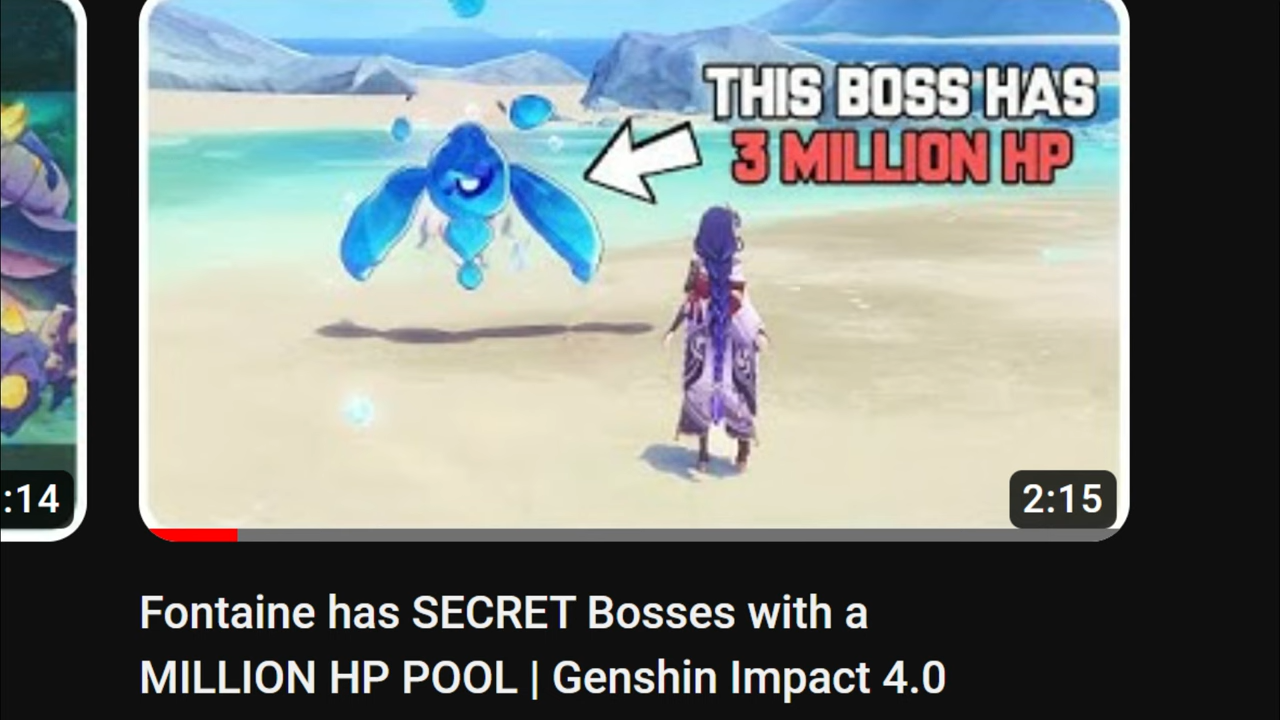 THIS BOSS HAS
3 MILLION HP
:14
2:15
Fontaine has SECRET Bosses with a
MILLION HP POOL | Genshin Impact 4.0